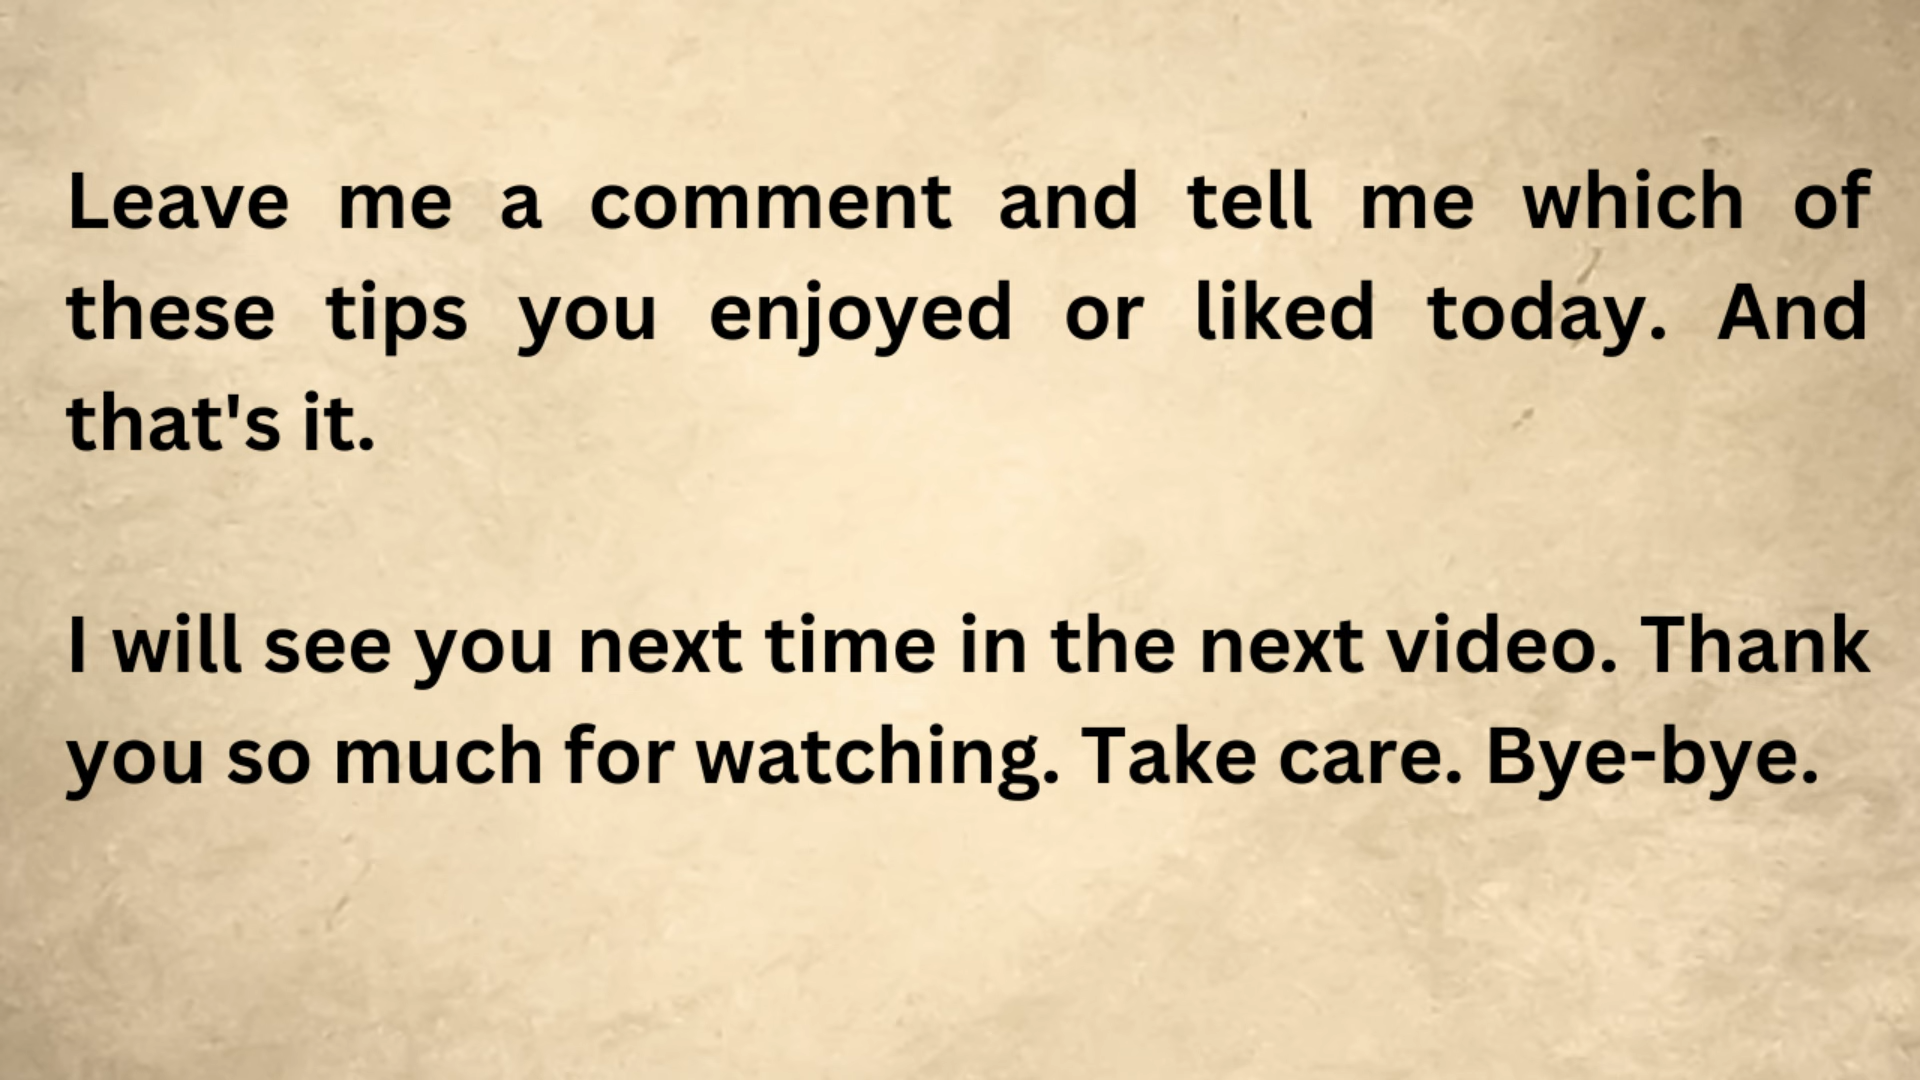 Leave me a comment and tell me which of
these tips you enjoyed or liked today. And
that's it.
I will see you next time in the next video. Thank
you so much for watching. Take care. Bye-bye.